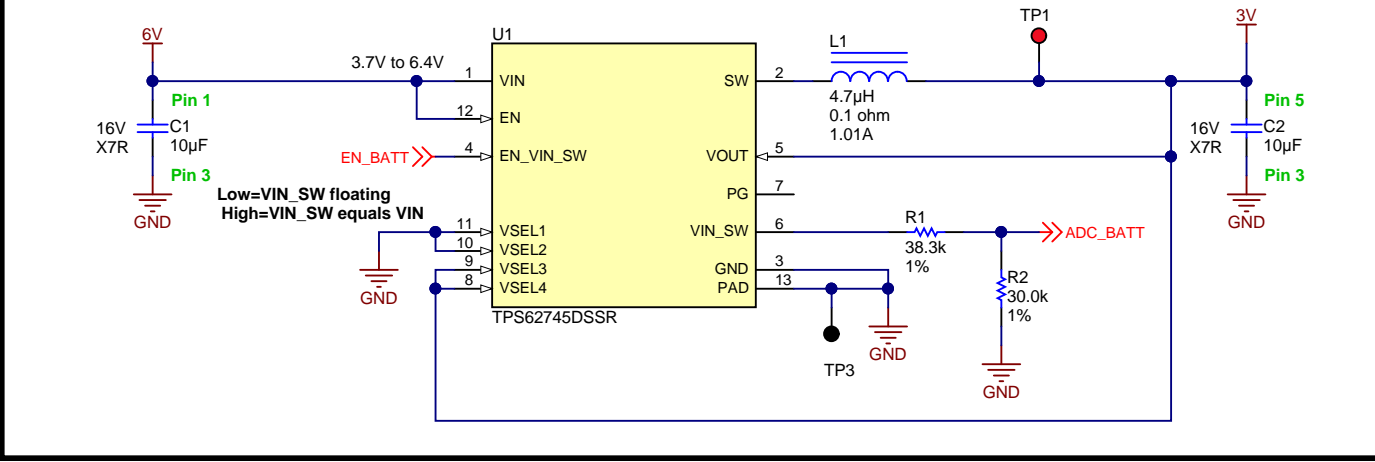 6V
3.7V to 6.4V
Pin 1
16V
X7R
C1
10µF
Pin 3
GND
EN_BATT
Low=VIN_SW floating
High=VIN_SW equals VIN
GND
U1
1
VIN
12
EN
4
EN_VIN_SW
11
VSEL1
10
VSEL2
9
VSEL3
8
VSEL4
TPS62745DSSR
SW
2
VOUT
5
PG
7
VIN_SW
6
GND
3
PAD
13
TP3
GND
L1
4.7µH
0.1 ohm
1.01A
TP1
R1
38.3k
1%
ADC_BATT
R2
30.0k
1%
GND
3V
Pin 5
16V
X7R
C2
10µF
Pin 3
GND